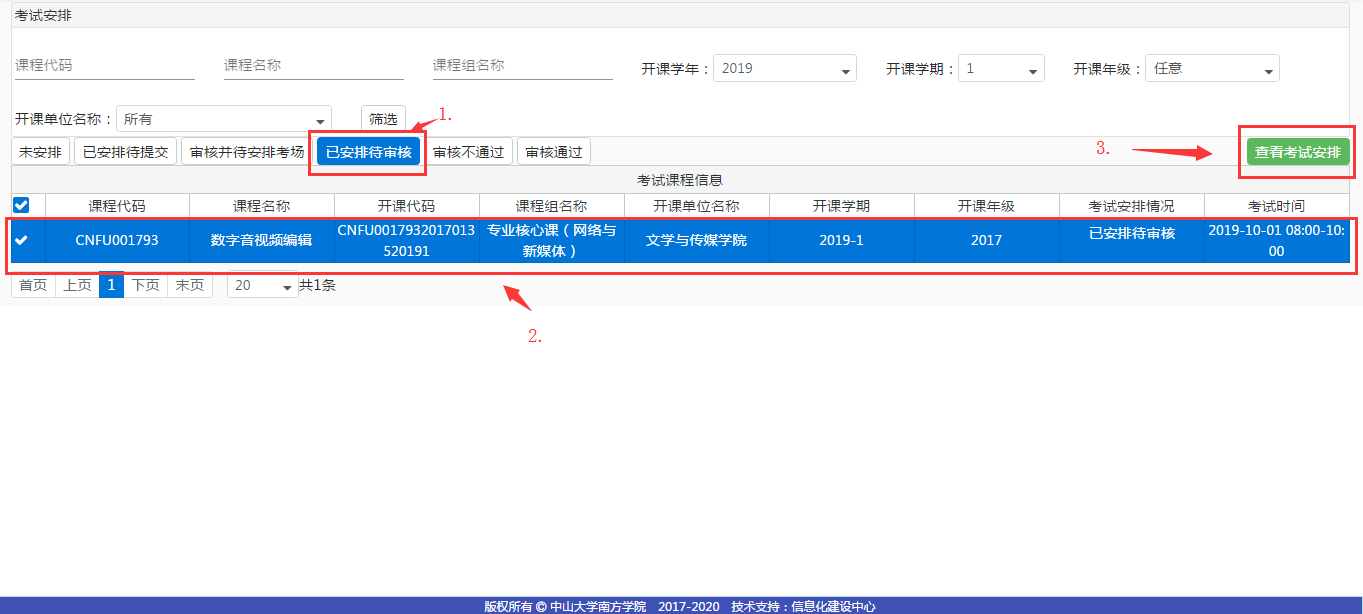 考试安排
课程代码 课程名称 课程组名称 开课学年： 2019 开课学期： 1 开课年级： 任意
开课单位名称： 所有 筛选 1.
未安排 已安排待提交 审核并待安排考场 已安排待审核 审核不通过 审核通过 3. 查看考试安排
考试课程信息
课程代码 课程名称 开课代码 课程组名称 开课单位名称 开课学期 开课年级 考试安排情况 考试时间
CNFU001793 数字音视频编辑 CNFU0017932017013 专业核心课（网络与 文学与传媒学院 2019-1 2017 已安排待审核 2019-10-01 08:00-10:
520191 新媒体） 00
首页 上页 1 下页 末页 20 共1条
2.
版权所有 © 中山大学南方学院 2017-2020 技术支持：信息化建设中心